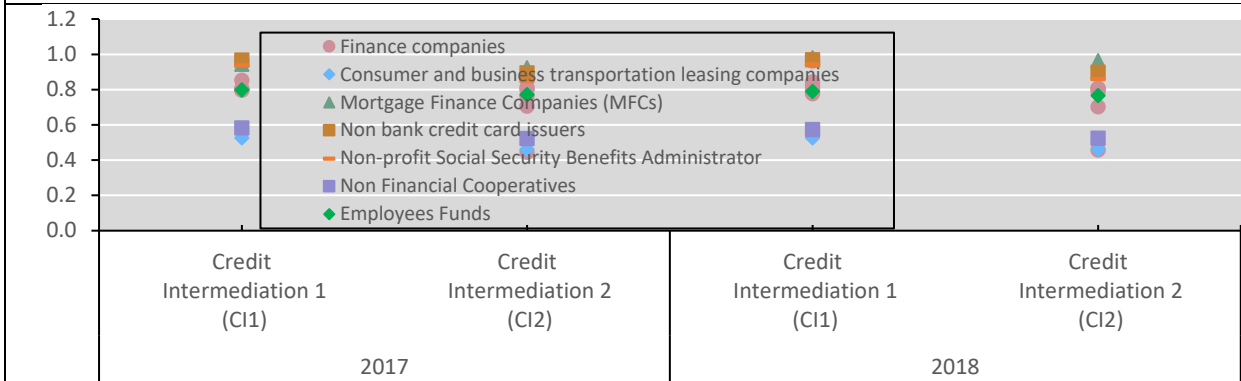 1.2
1.0
0.8
0.6
0.4
0.2
0.0
Finance companies
Consumer and business transportation leasing companies
Mortgage Finance Companies (MFCs)
Non bank credit card issuers
Non-profit Social Security Benefits Administrator
Non Financial Cooperatives
Employees Funds
Credit
Intermediation 1
(CI1)
Credit
Intermediation 2
(CI2)
Credit
Intermediation 1
(CI1)
Credit
Intermediation 2
(CI2)
2017
2018